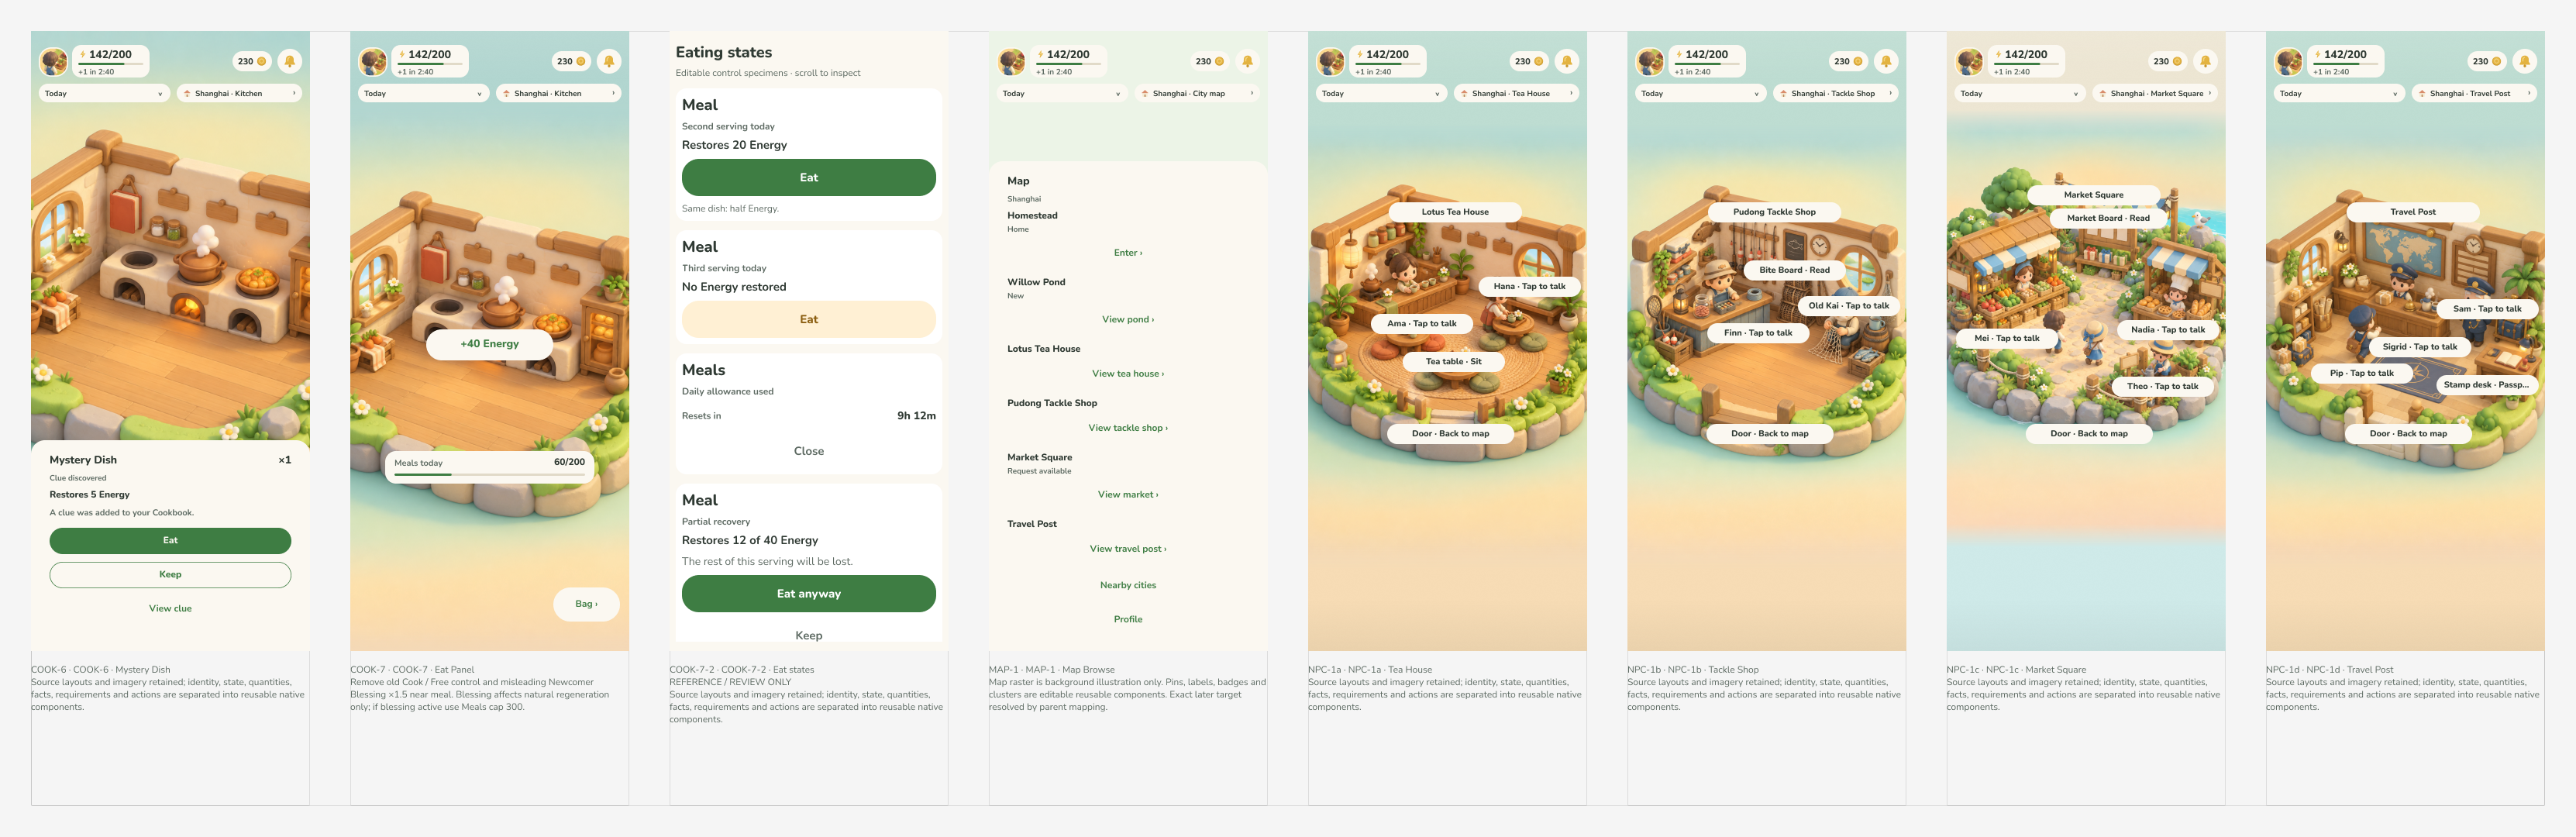 142/200
+1 in 2:40
230
Today
Shanghai · Kitchen
Mystery Dish
×1
Clue discovered
Restores 5 Energy
A clue was added to your Cookbook.
Eat
Keep
View clue
COOK-6 · COOK-6 · Mystery Dish
Source layouts and imagery retained; identity, state, quantities,
facts, requirements and actions are separated into reusable native
components.
142/200
+1 in 2:40
230
Today
Shanghai · Kitchen
+40 Energy
Meals today
60/200
Bag ›
COOK-7 · COOK-7 · Eat Panel
Remove old Cook / Free control and misleading Newcomer
Blessing ×1.5 near meal. Blessing affects natural regeneration
only; if blessing active use Meals cap 300.
Eating states
Editable control specimens · scroll to inspect
Meal
Second serving today
Restores 20 Energy
Eat
Same dish: half Energy.
Meal
Third serving today
No Energy restored
Eat
Meals
Daily allowance used
Resets in
9h 12m
Close
Meal
Partial recovery
Restores 12 of 40 Energy
The rest of this serving will be lost.
Eat anyway
Keep
COOK-7-2 · COOK-7-2 · Eat states
REFERENCE / REVIEW ONLY
Source layouts and imagery retained; identity, state, quantities,
facts, requirements and actions are separated into reusable native
components.
142/200
+1 in 2:40
230
Today
Shanghai · City map
Map
Shanghai
Homestead
Home
Enter ›
Willow Pond
New
View pond ›
Lotus Tea House
View tea house ›
Pudong Tackle Shop
View tackle shop ›
Market Square
Request available
View market ›
Travel Post
View travel post ›
Nearby cities
Profile
MAP-1 · MAP-1 · Map Browse
Map raster is background illustration only. Pins, labels, badges and
clusters are editable reusable components. Exact later target
resolved by parent mapping.
142/200
+1 in 2:40
230
Today
Shanghai · Tea House
Lotus Tea House
Hana · Tap to talk
Ama · Tap to talk
Tea table · Sit
Door · Back to map
NPC-1a · NPC-1a · Tea House
Source layouts and imagery retained; identity, state, quantities,
facts, requirements and actions are separated into reusable native
components.
142/200
+1 in 2:40
230
Today
Shanghai · Tackle Shop
Pudong Tackle Shop
Bite Board · Read
Old Kai · Tap to talk
Finn · Tap to talk
Door · Back to map
NPC-1b · NPC-1b · Tackle Shop
Source layouts and imagery retained; identity, state, quantities,
facts, requirements and actions are separated into reusable native
components.
142/200
+1 in 2:40
230
Today
Shanghai · Market Square
Market Square
Market Board · Read
Nadia · Tap to talk
Mei · Tap to talk
Theo · Tap to talk
Door · Back to map
NPC-1c · NPC-1c · Market Square
Source layouts and imagery retained; identity, state, quantities,
facts, requirements and actions are separated into reusable native
components.
142/200
+1 in 2:40
230
Today
Shanghai · Travel Post
Travel Post
Sam · Tap to talk
Sigrid · Tap to talk
Pip · Tap to talk
Stamp desk · Passp...
Door · Back to map
NPC-1d · NPC-1d · Travel Post
Source layouts and imagery retained; identity, state, quantities,
facts, requirements and actions are separated into reusable native
components.